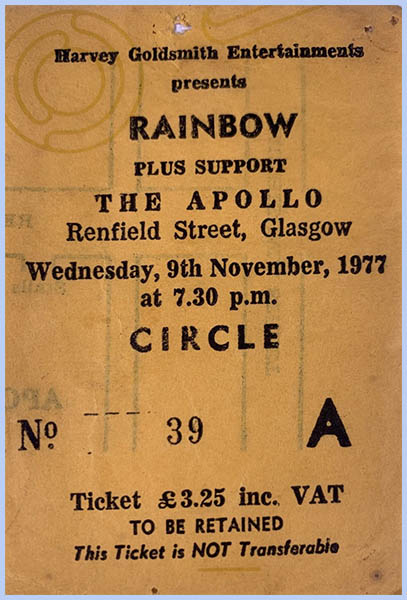 Harvey Goldsmith Entertainments
presents
RAINBOW
PLUS SUPPORT
THE APOLLO
Renfield Street, Glasgow
Wednesday, 9th November, 1977
at 7.30 p.m.
CIRCLE
No 39 A
Ticket £3.25 inc. VAT
TO BE RETAINED
This Ticket is NOT Transferable